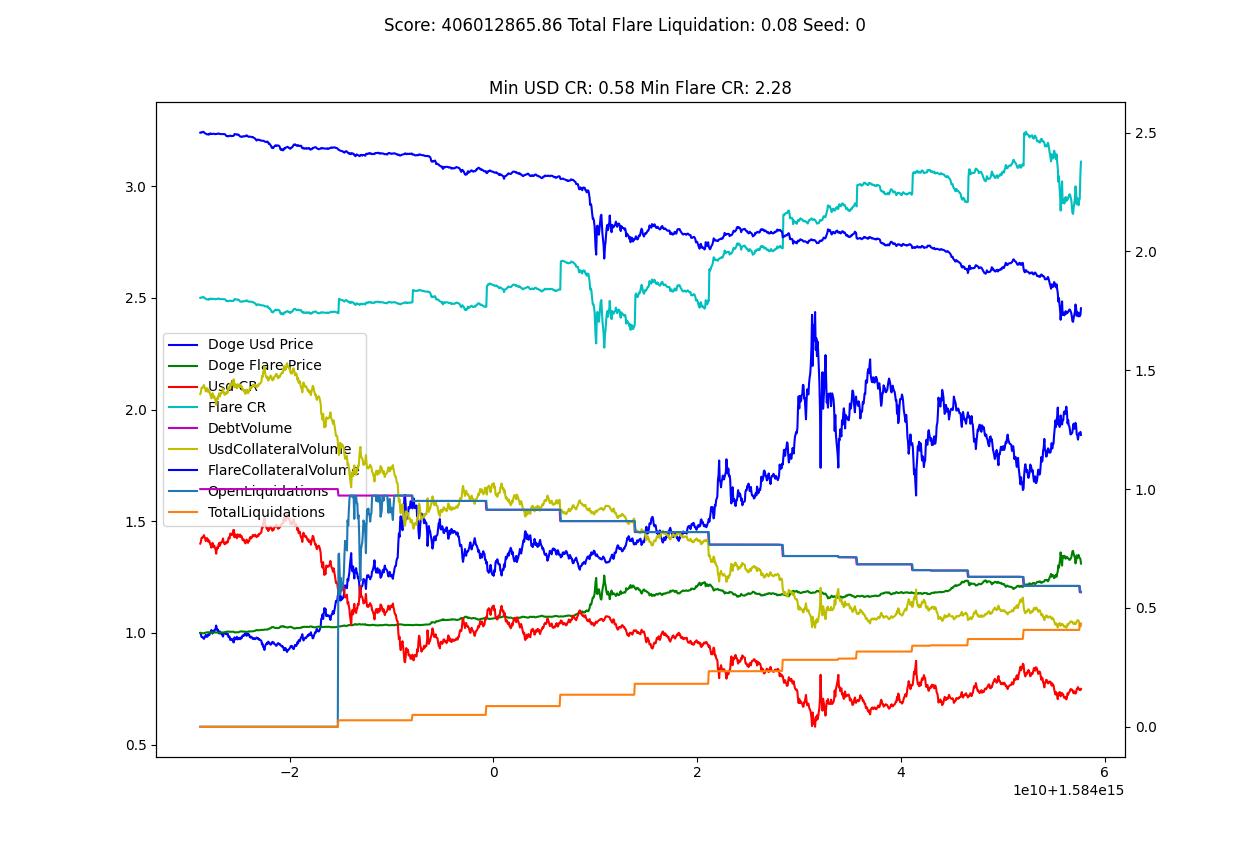 Score: 406012865.86 Total Flare Liquidation: 0.08 Seed: 0
Min USD CR: 0.58 Min Flare CR: 2.28
3.0
2.5
2.0
1.5
1.0
0.5
Doge Usd Price
Doge Flare Price
Usd CR
Flare CR
DebtVolume
UsdCollateralVolume
FlareCollateralVolume
OpenLiquidations
TotalLiquidations
2.5
2.0
1.5
1.0
0.5
0.0
−2 0 2 4 6
1e10+1.584e15